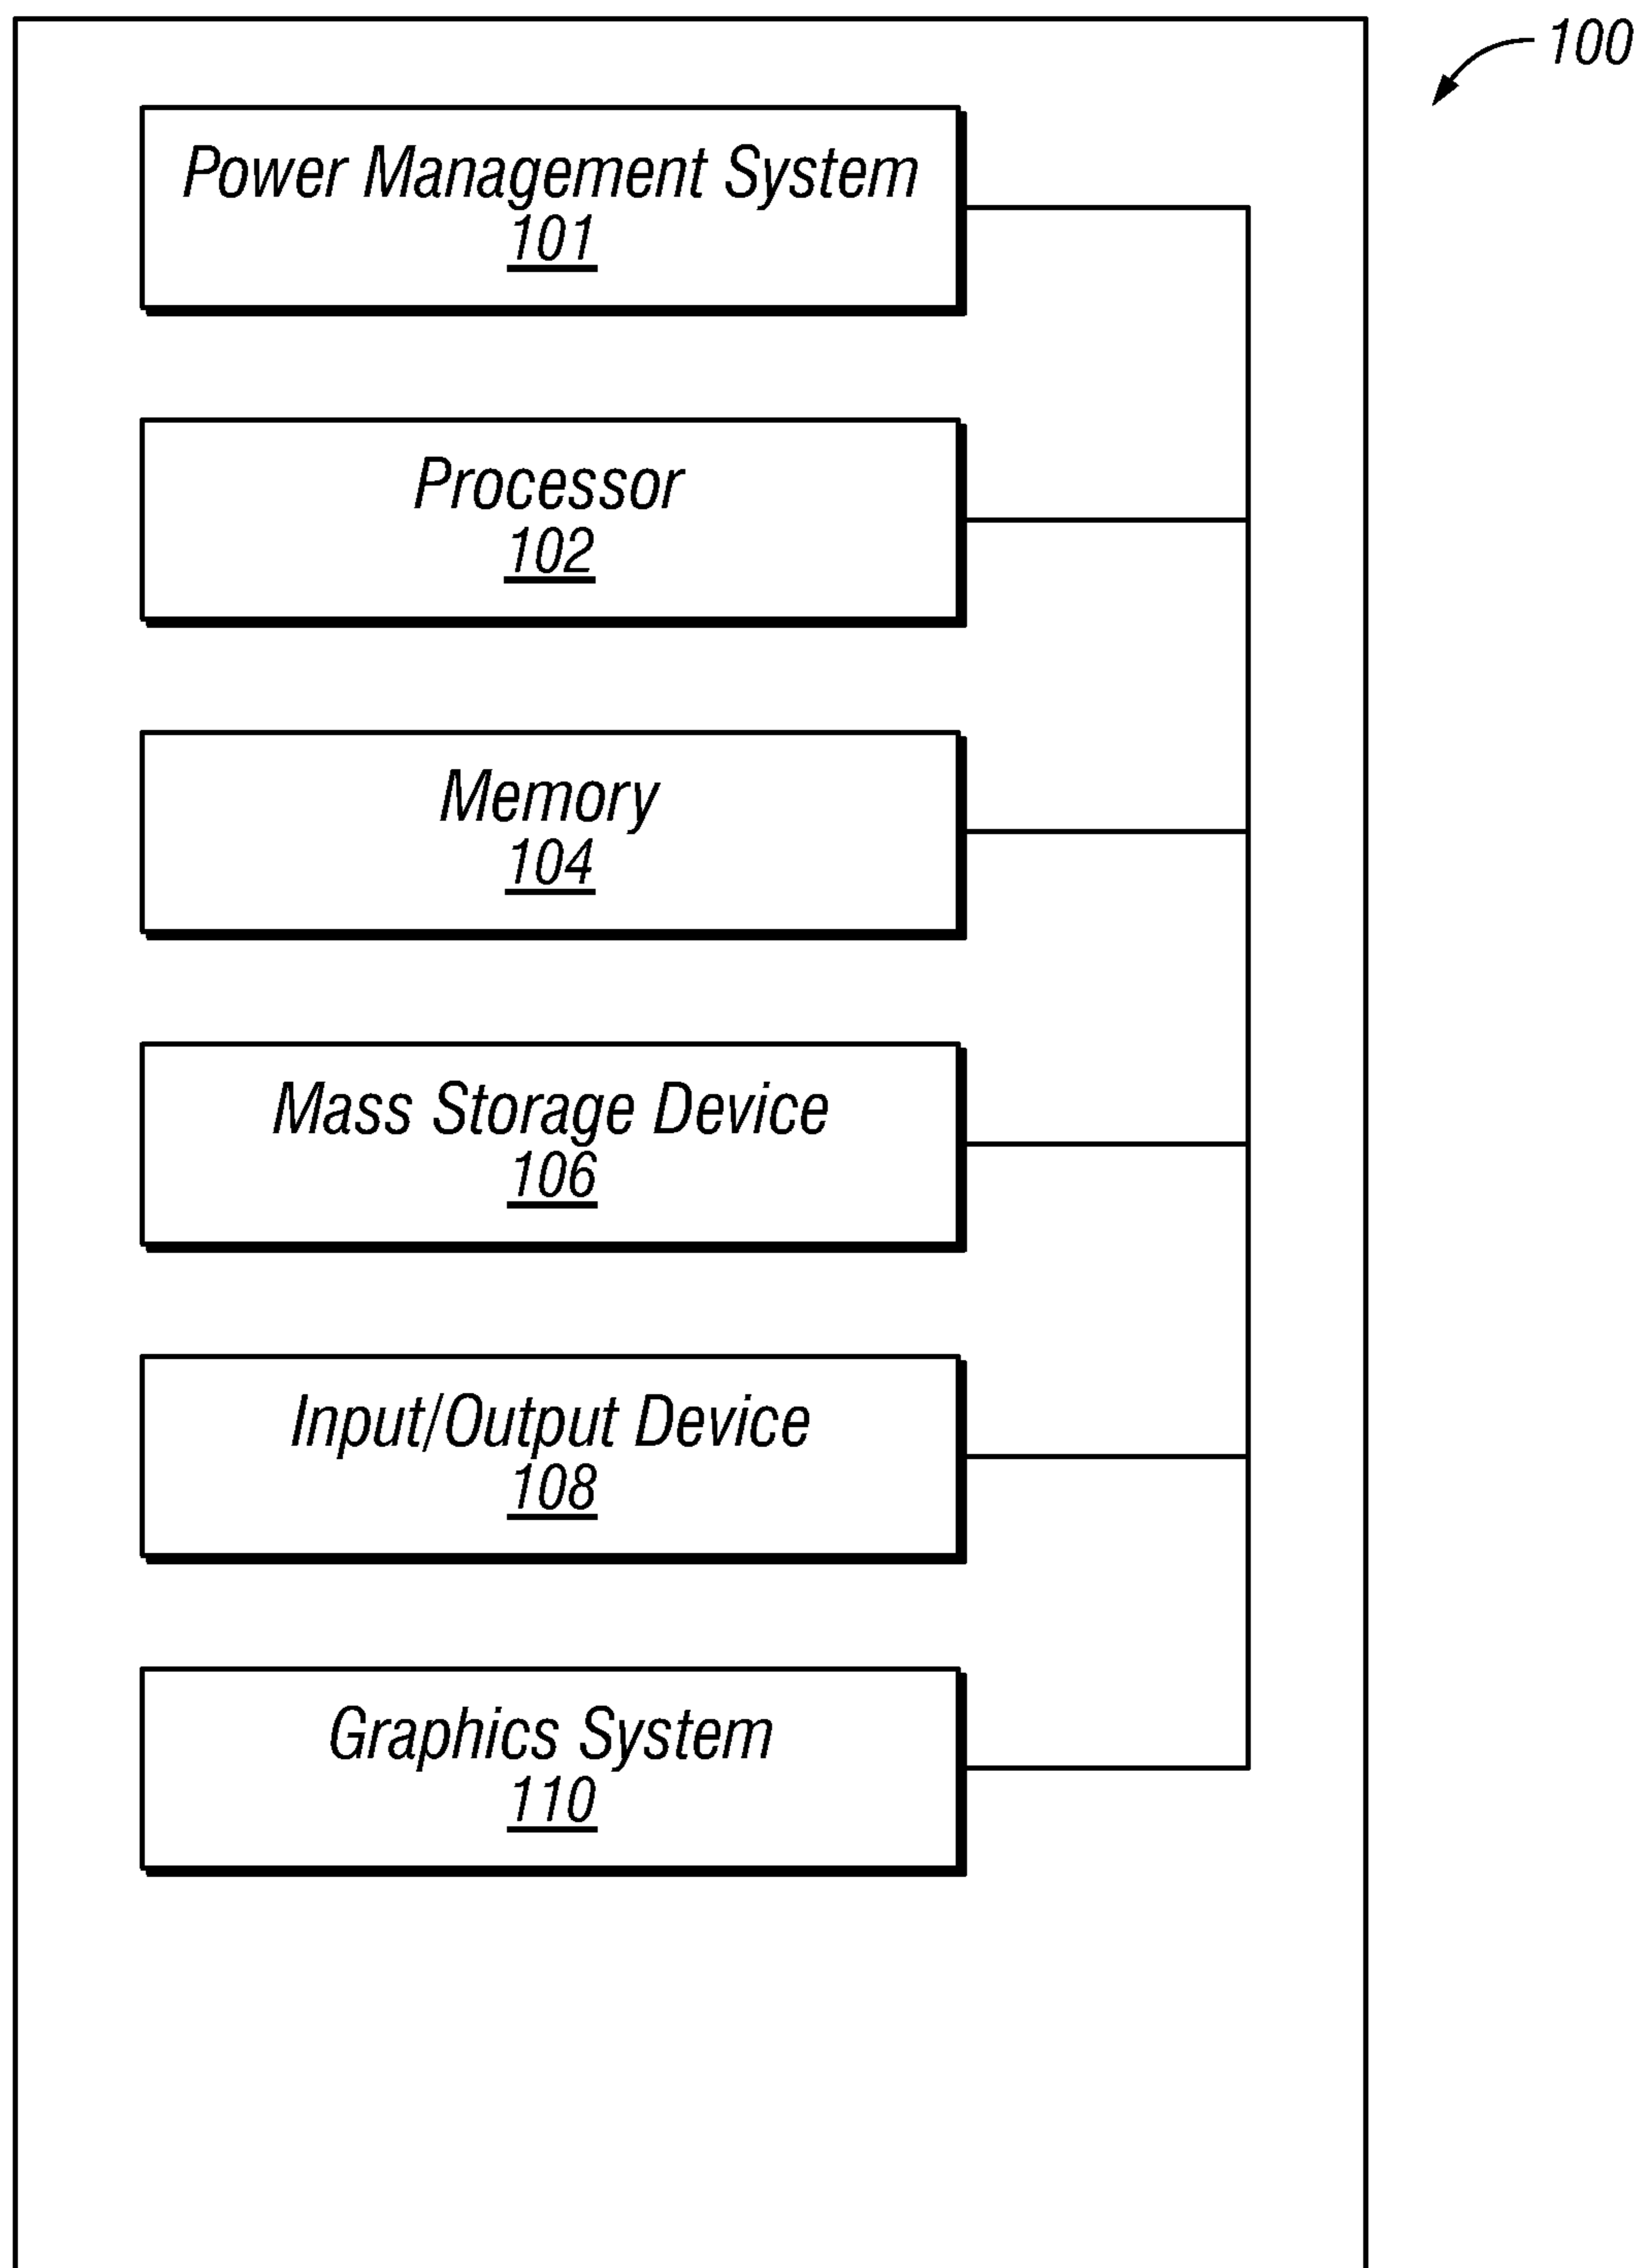 100
Power Management System
101
Processor
102
Memory
104
Mass Storage Device
106
Input/Output Device
108
Graphics System
110